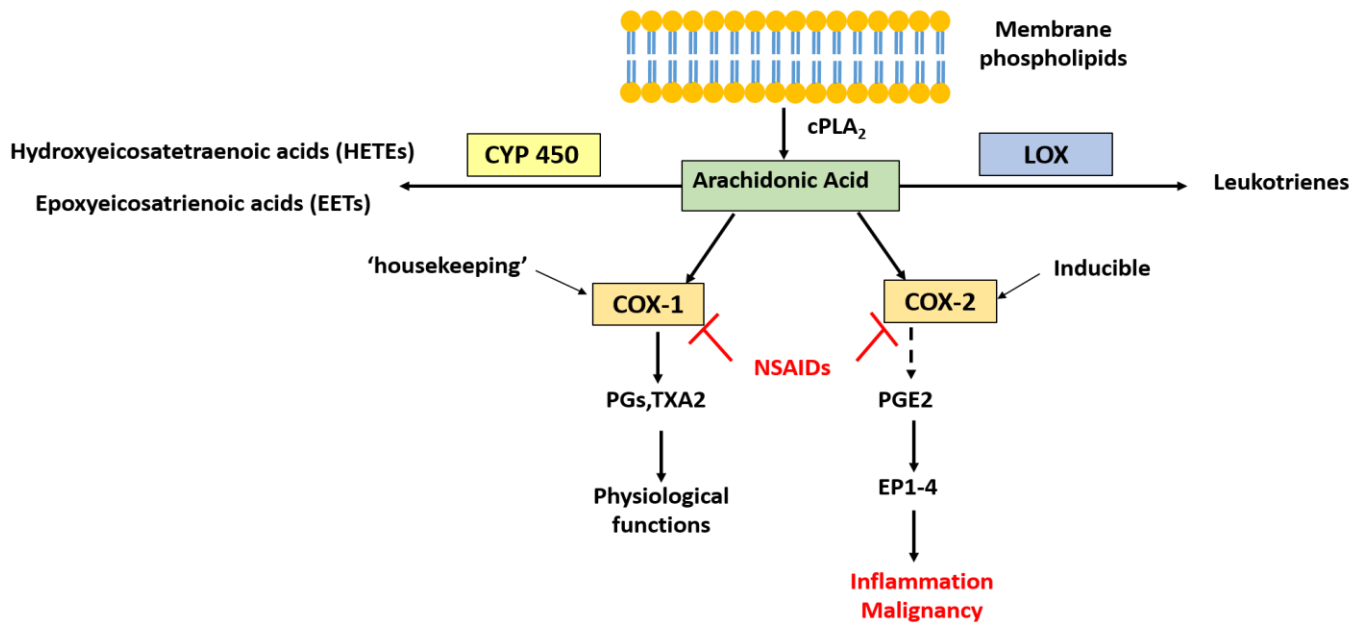 Membrane
phospholipids
cPLA₂
Hydroxyeicosatetraenoic acids (HETEs)
CYP 450
LOX
Arachidonic Acid
Leukotrienes
Epoxyeicosatrienoic acids (EETs)
‘housekeeping’
Inducible
COX-1
COX-2
NSAIDs
PGs,TXA2
PGE2
EP1-4
Physiological
functions
Inflammation
Malignancy